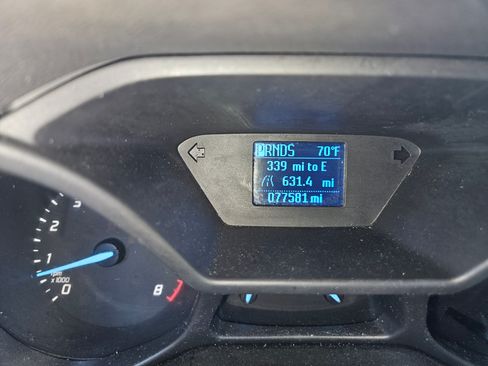 PRNDS 70°F
339 mi to E
631.4 mi
077581 mi
3
2
1
rpm
x1000
0
8